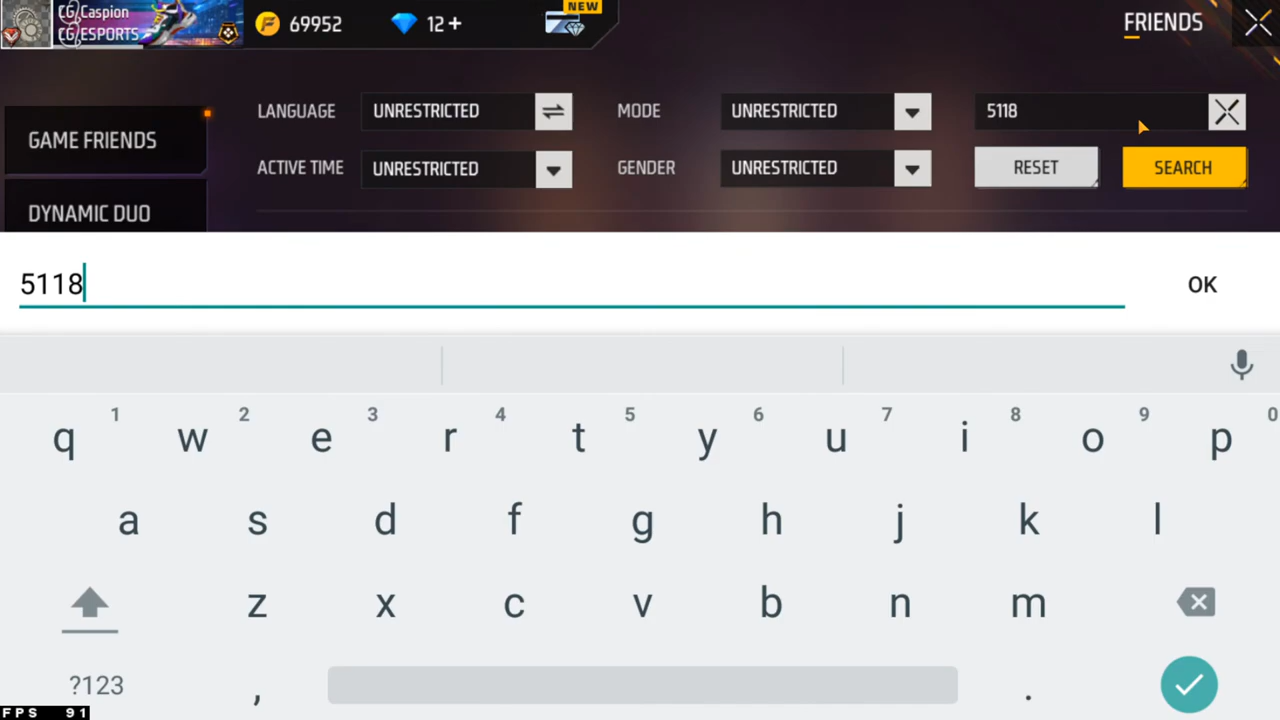 CG.Caspion
CG.ESPORTS
69952
12+
NEW
FRIENDS
LANGUAGE UNRESTRICTED MODE UNRESTRICTED 5118
GAME FRIENDS
ACTIVE TIME UNRESTRICTED GENDER UNRESTRICTED RESET SEARCH
DYNAMIC DUO
5118 OK
1 2 3 4 5 6 7 8 9 0
q w e r t y u i o p
a s d f g h j k l
z x c v b n m
?123 , .
FPS 91